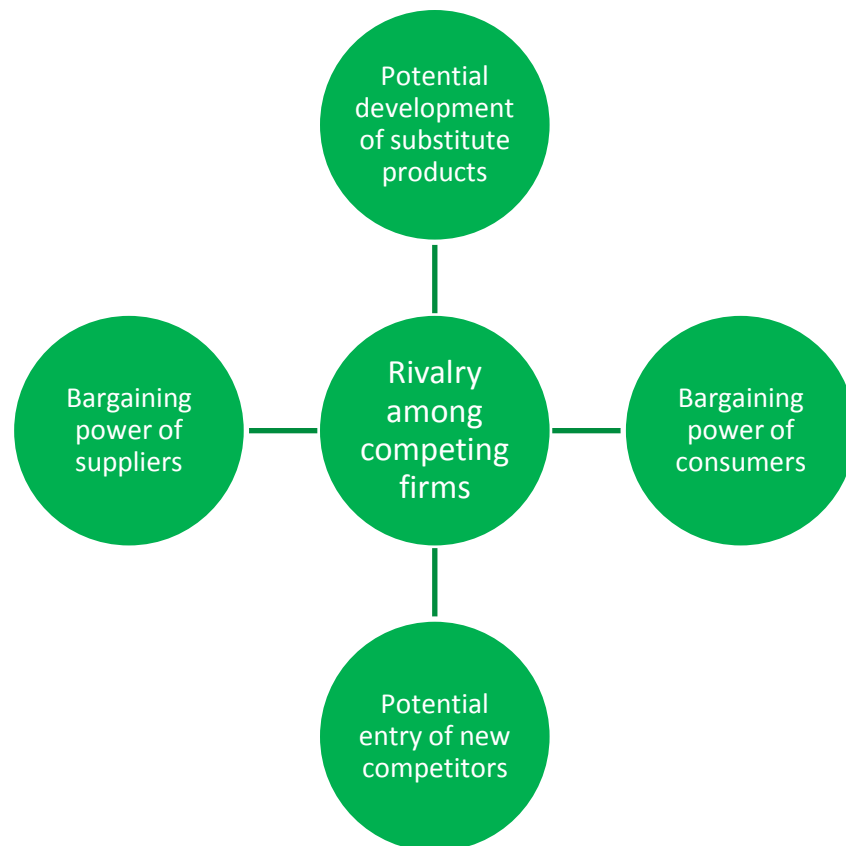 Potential
development
of substitute
products
Bargaining
power of
suppliers
Rivalry
among
competing
firms
Bargaining
power of
consumers
Potential
entry of new
competitors